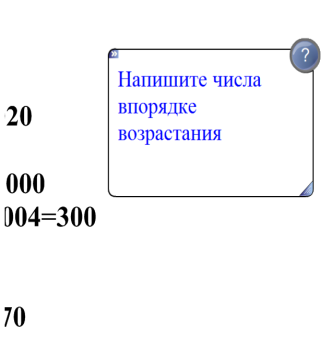 Напишите числа
впорядке
возрастания
20
000
004=300
70